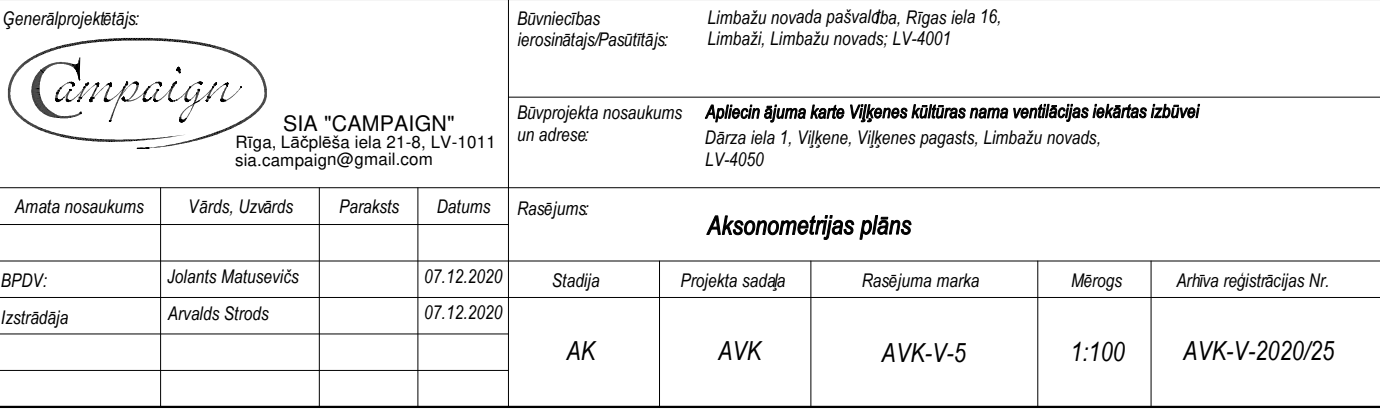 Ģenerālprojektētājs:
Campaign
SIA "CAMPAIGN"
Rīga, Lāčplēša iela 21-8, LV-1011
sia.campaign@gmail.com
Būvniecības
ierosinātajs/Pasūtītājs:
Limbažu novada pašvaldība, Rīgas iela 16,
Limbaži, Limbažu novads; LV-4001
Būvprojekta nosaukums
un adrese:
Apliecin ājuma karte Viļķenes kūltūras nama ventilācijas iekārtas izbūvei
Dārza iela 1, Viļķene, Viļķenes pagasts, Limbažu novads,
LV-4050
Amata nosaukums Vārds, Uzvārds Paraksts Datums
BPDV: Jolants Matusevičs 07.12.2020
Izstrādāja Arvalds Strods 07.12.2020
Rasējums:
Aksonometrijas plāns
Stadija Projekta sadaļa Rasējuma marka Mērogs Arhīva reģistrācijas Nr.
AK AVK AVK-V-5 1:100 AVK-V-2020/25